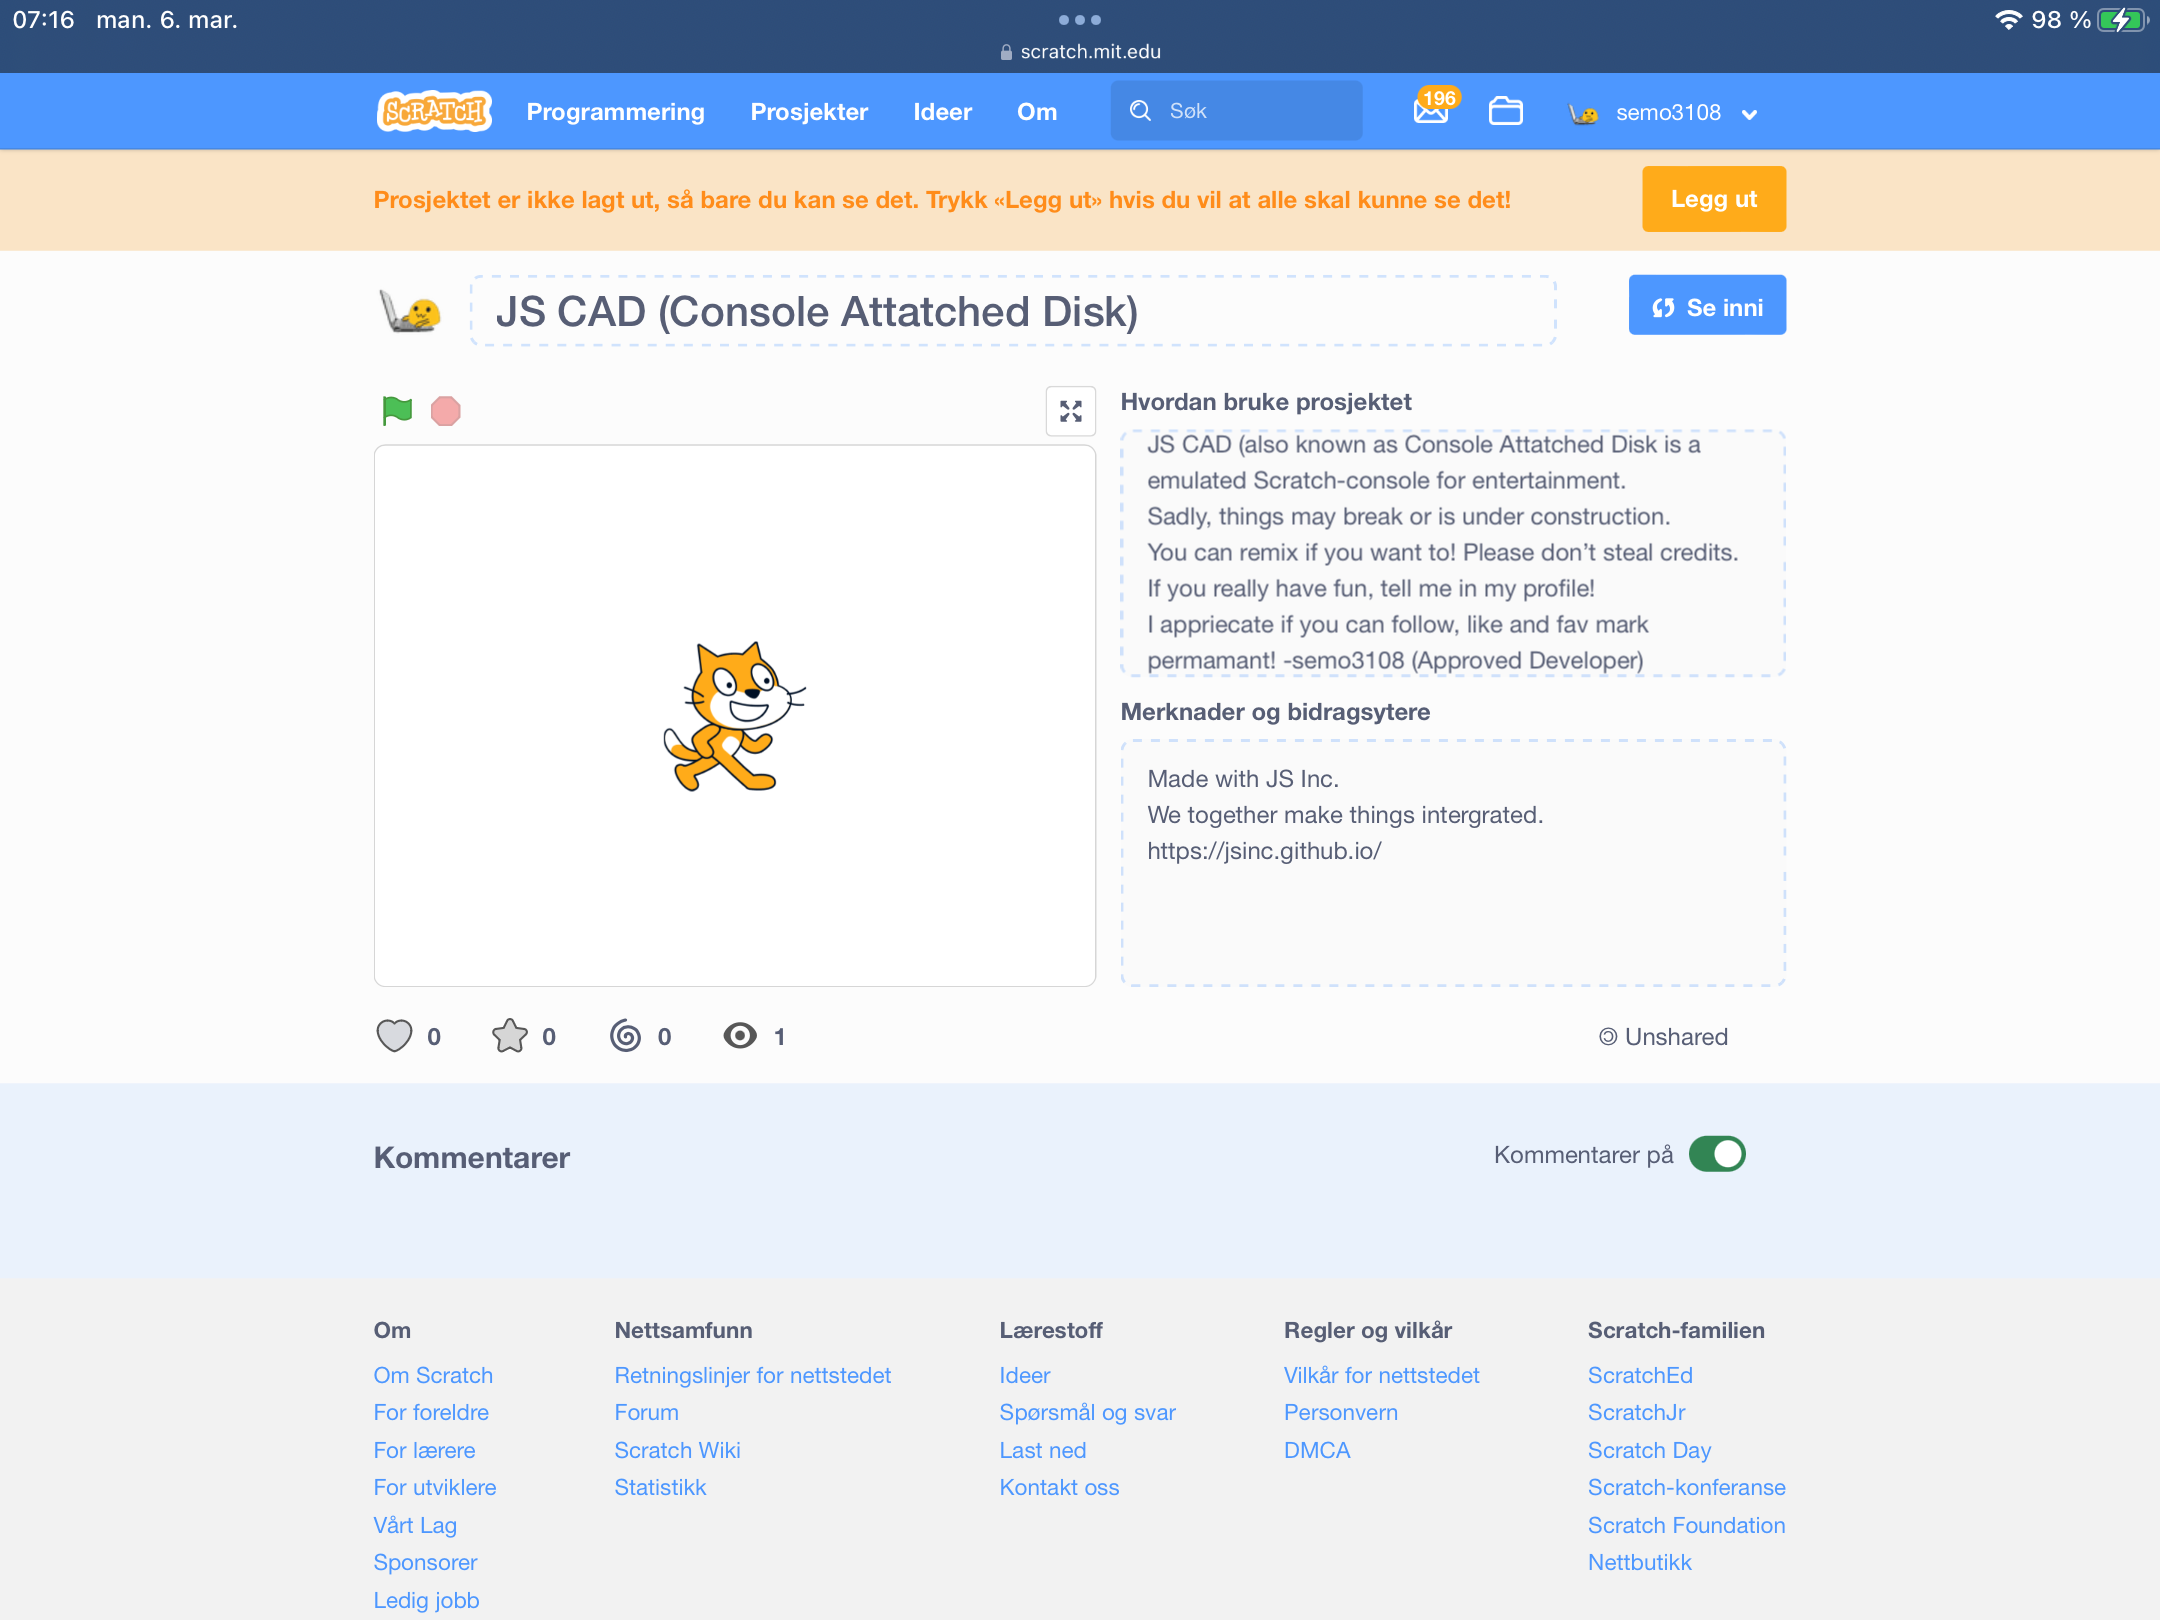 07:16 man. 6. mar.
98 %
scratch.mit.edu
SCRATCH Programmering Prosjekter Ideer Om Søk 196 semo3108
Prosjektet er ikke lagt ut, så bare du kan se det. Trykk «Legg ut» hvis du vil at alle skal kunne se det!
Legg ut
JS CAD (Console Attatched Disk)
Se inni
Hvordan bruke prosjektet
JS CAD (also known as Console Attatched Disk is a
emulated Scratch-console for entertainment.
Sadly, things may break or is under construction.
You can remix if you want to! Please don’t steal credits.
If you really have fun, tell me in my profile!
I appriecate if you can follow, like and fav mark
permamant! -semo3108 (Approved Developer)
Merknader og bidragsytere
Made with JS Inc.
We together make things intergrated.
https://jsinc.github.io/
0 0 0 1
Unshared
Kommentarer
Kommentarer på
Om
Om Scratch
For foreldre
For lærere
For utviklere
Vårt Lag
Sponsorer
Ledig jobb
Nettsamfunn
Retningslinjer for nettstedet
Forum
Scratch Wiki
Statistikk
Lærestoff
Ideer
Spørsmål og svar
Last ned
Kontakt oss
Regler og vilkår
Vilkår for nettstedet
Personvern
DMCA
Scratch-familien
ScratchEd
ScratchJr
Scratch Day
Scratch-konferanse
Scratch Foundation
Nettbutikk